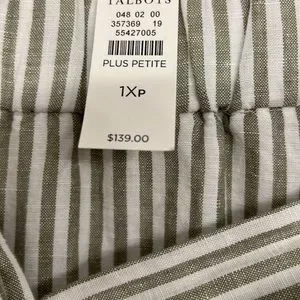 TALBOTS
048 02 00
357369 19
55427005
PLUS PETITE
1XP
$139.00